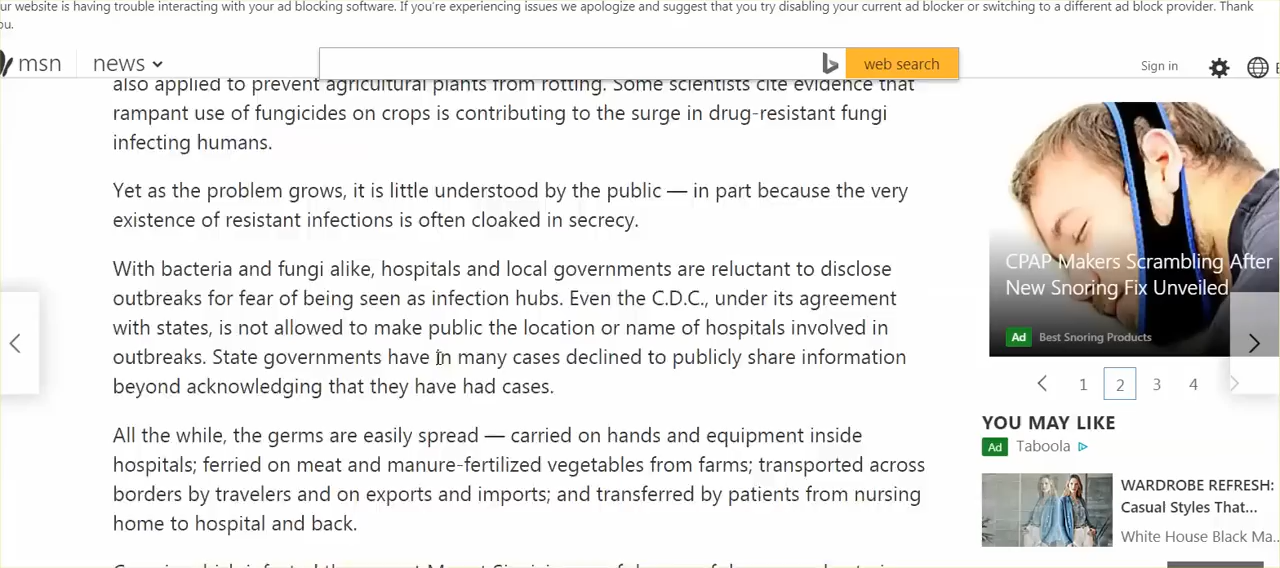 ur website is having trouble interacting with your ad blocking software. If you're experiencing issues we apologize and suggest that you try disabling your current ad blocker or switching to a different ad block provider. Thank
ou.
msn news web search Sign in
also applied to prevent agricultural plants from rotting. Some scientists cite evidence that
rampant use of fungicides on crops is contributing to the surge in drug-resistant fungi
infecting humans.
Yet as the problem grows, it is little understood by the public — in part because the very
existence of resistant infections is often cloaked in secrecy.
With bacteria and fungi alike, hospitals and local governments are reluctant to disclose
outbreaks for fear of being seen as infection hubs. Even the C.D.C., under its agreement
with states, is not allowed to make public the location or name of hospitals involved in
outbreaks. State governments have in many cases declined to publicly share information
beyond acknowledging that they have had cases.
All the while, the germs are easily spread — carried on hands and equipment inside
hospitals; ferried on meat and manure-fertilized vegetables from farms; transported across
borders by travelers and on exports and imports; and transferred by patients from nursing
home to hospital and back.
CPAP Makers Scrambling After
New Snoring Fix Unveiled
Ad Best Snoring Products
1 2 3 4
YOU MAY LIKE
Ad Taboola
WARDROBE REFRESH:
Casual Styles That...
White House Black Ma...